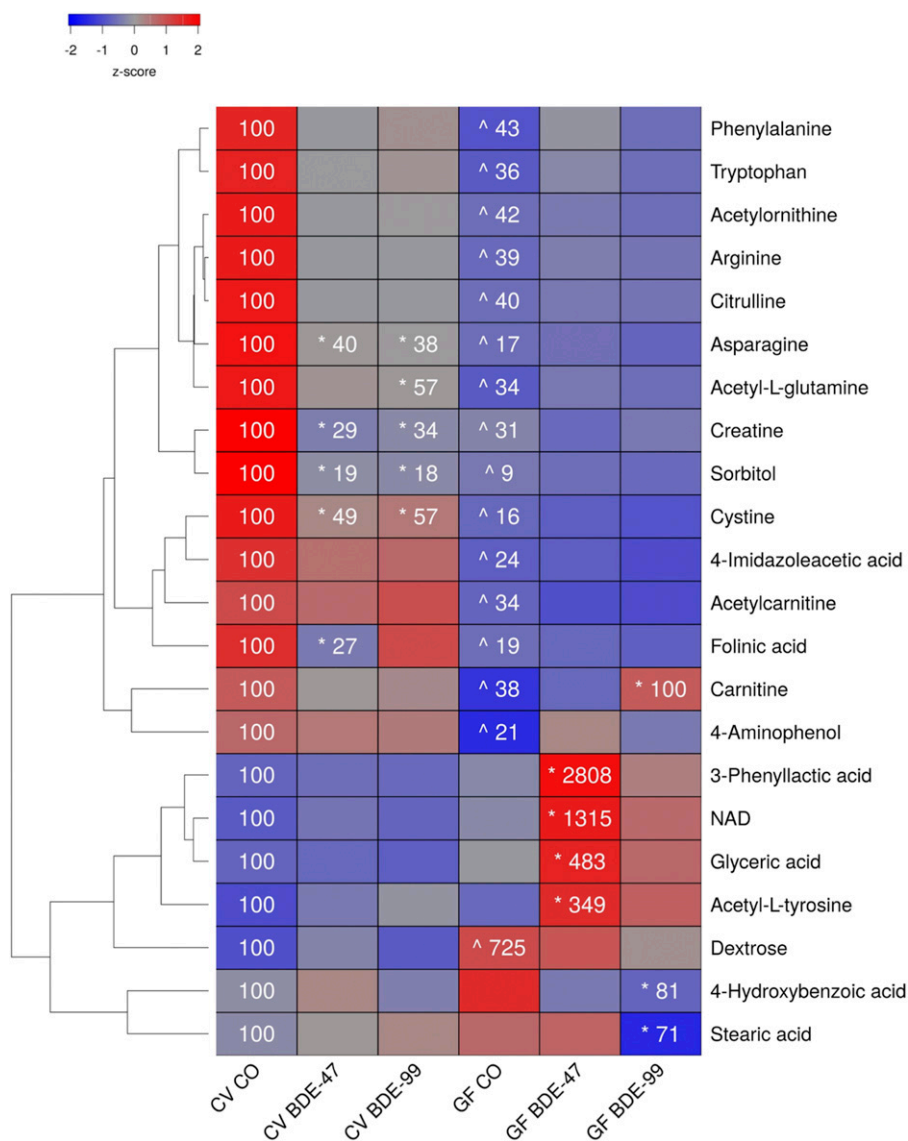 -2 -1 0 1 2
z-score
100 ^ 43 Phenylalanine
100 ^ 36 Tryptophan
100 ^ 42 Acetylornithine
100 ^ 39 Arginine
100 ^ 40 Citrulline
100 * 40 * 38 ^ 17 Asparagine
100 * 57 ^ 34 Acetyl-L-glutamine
100 * 29 * 34 ^ 31 Creatine
100 * 19 * 18 ^ 9 Sorbitol
100 * 49 * 57 ^ 16 Cystine
100 ^ 24 4-Imidazoleacetic acid
100 ^ 34 Acetylcarnitine
100 * 27 ^ 19 Folinic acid
100 ^ 38 * 100 Carnitine
100 ^ 21 4-Aminophenol
100 * 2808 3-Phenyllactic acid
100 * 1315 NAD
100 * 483 Glyceric acid
100 * 349 Acetyl-L-tyrosine
100 ^ 725 Dextrose
100 * 81 4-Hydroxybenzoic acid
100 * 71 Stearic acid
CV CO CV BDE-47 CV BDE-99 GF CO GF BDE-47 GF BDE-99